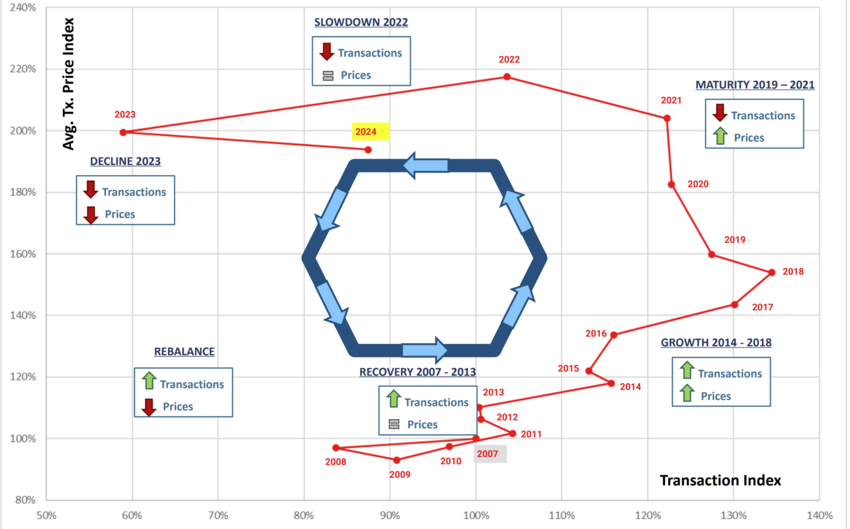 240%
220%
200%
180%
160%
140%
120%
100%
80%
Avg. Tx. Price Index
SLOWDOWN 2022
Transactions
Prices
2022
MATURITY 2019 – 2021
Transactions
Prices
2021
2023
2024
DECLINE 2023
Transactions
Prices
2020
2019
2018
2017
2016
GROWTH 2014 - 2018
Transactions
Prices
2015
2014
REBALANCE
Transactions
Prices
RECOVERY 2007 - 2013
Transactions
Prices
2013
2012
2011
2007
2008
2009
2010
Transaction Index
50%
60%
70%
80%
90%
100%
110%
120%
130%
140%